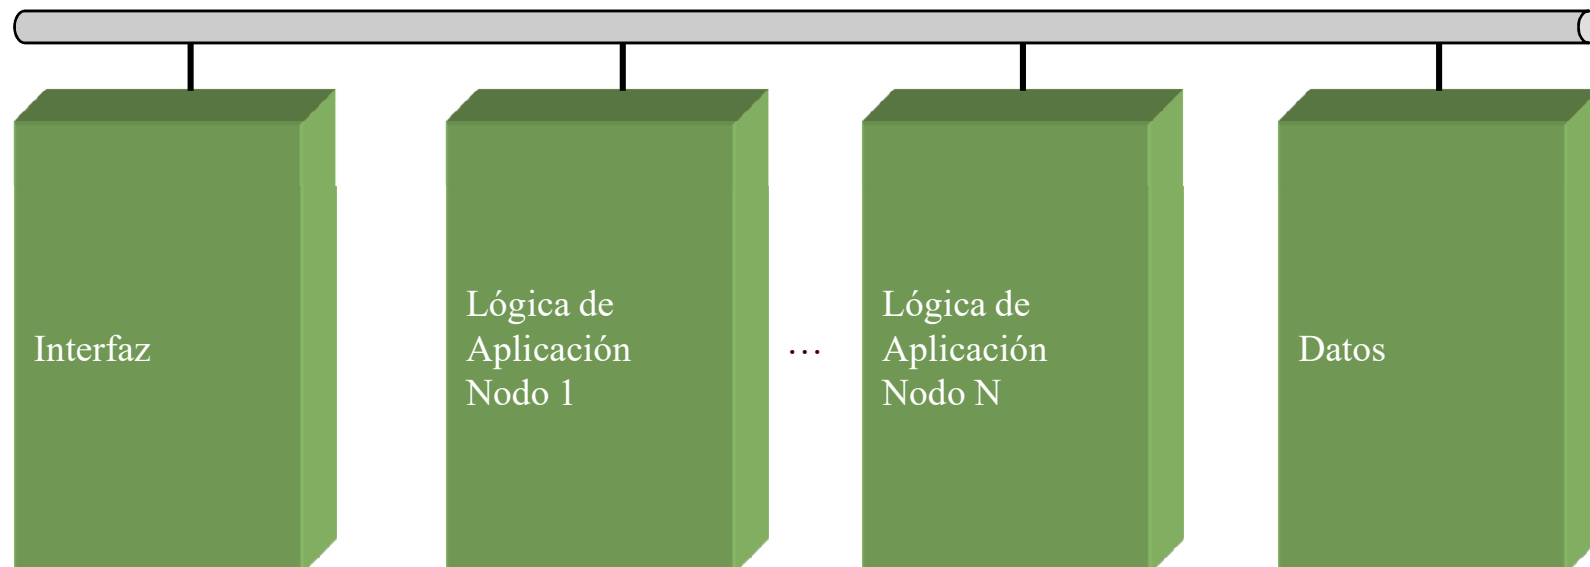 Interfaz
Lógica de
Aplicación
Nodo 1
…
Lógica de
Aplicación
Nodo N
Datos